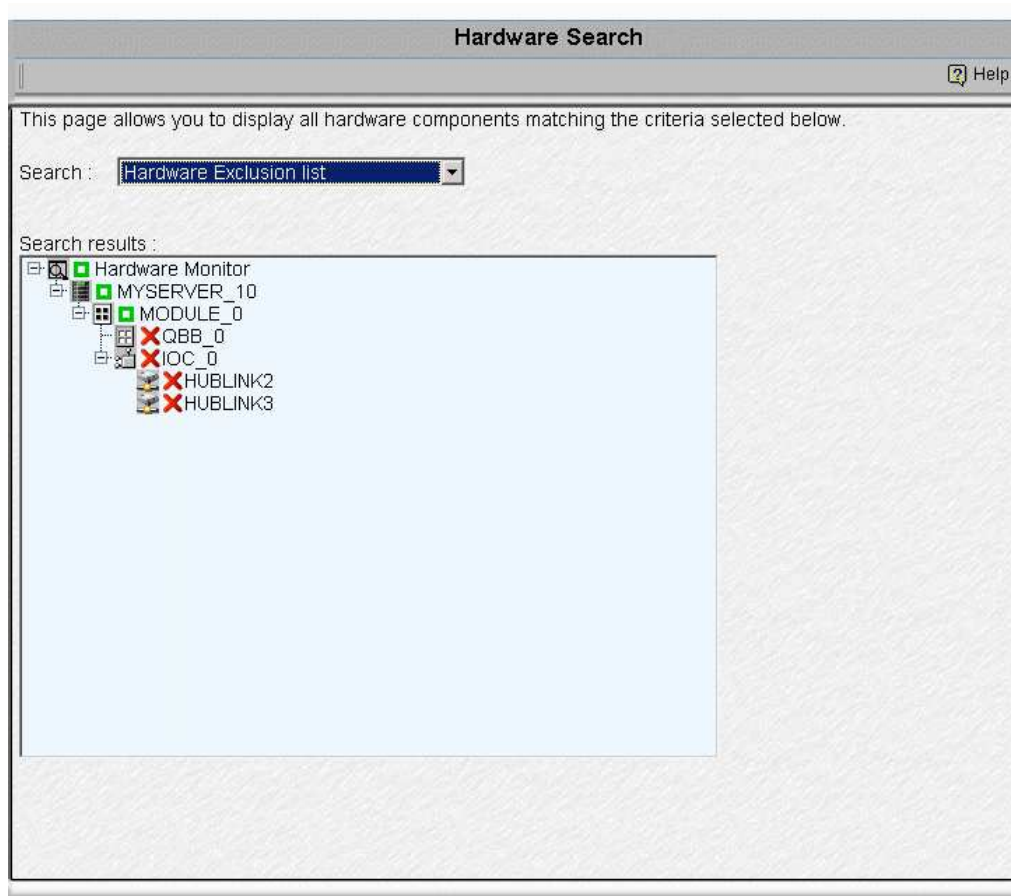 Hardware Search
Help
This page allows you to display all hardware components matching the criteria selected below.
Search : Hardware Exclusion list
Search results :
Hardware Monitor
MYSERVER_10
MODULE_0
QBB_0
IOC_0
HUBLINK2
HUBLINK3